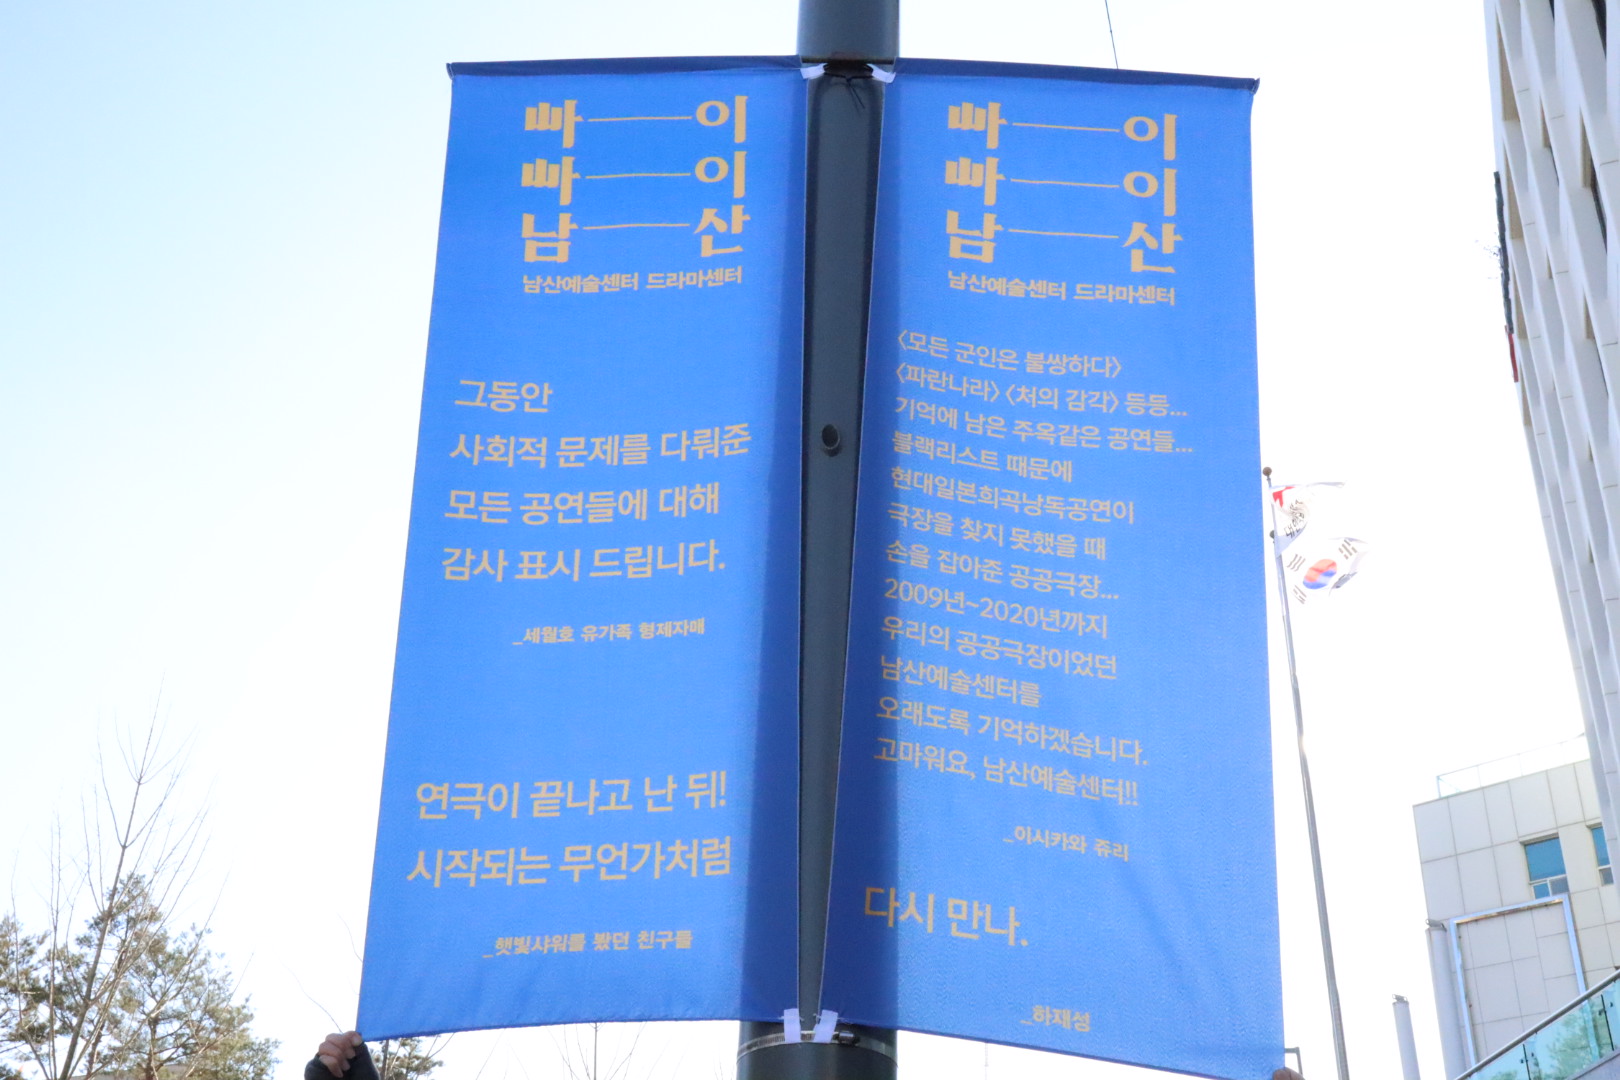 빠이
빠이
남산
남산예술센터 드라마센터
그동안
사회적 문제를 다뤄준
모든 공연들에 대해
감사 표시 드립니다.
_세월호 유가족 형제자매
연극이 끝나고 난 뒤!
시작되는 무언가처럼
_햇빛샤워를 봤던 친구들
빠이
빠이
남산
남산예술센터 드라마센터
<모든 군인은 불쌍하다>
<파란나라> <처의 감각> 등등...
기억에 남은 주옥같은 공연들...
블랙리스트 때문에
현대일본희곡낭독공연이
극장을 찾지 못했을 때
손을 잡아준 공공극장...
2009년~2020년까지
우리의 공공극장이었던
남산예술센터를
오래도록 기억하겠습니다.
고마워요, 남산예술센터!!
_이시카와 쥬리
다시 만나.
_하재성